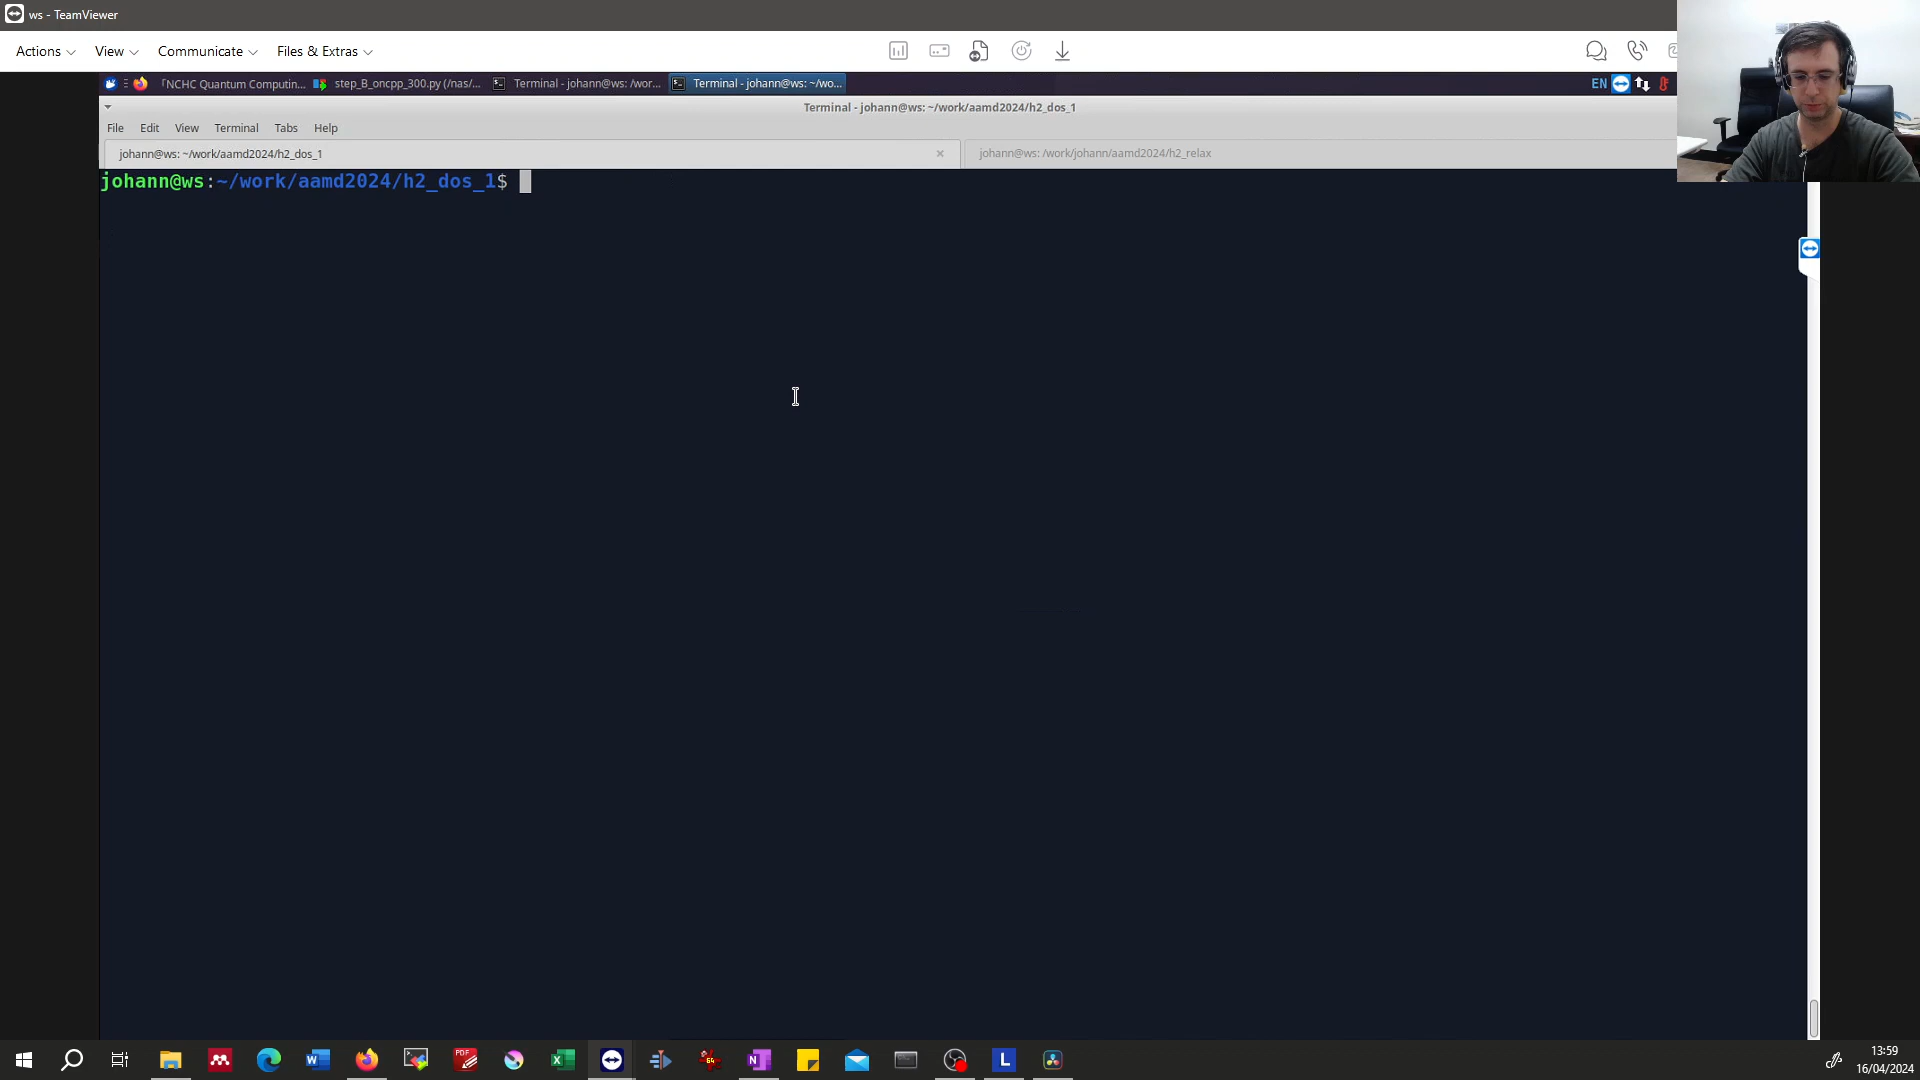 ws - TeamViewer
Actions View Communicate Files & Extras
「NCHC Quantum Computin... step_B_oncpp_300.py (/nas/... Terminal - johann@ws: /wor... Terminal - johann@ws: ~/wo... EN
Terminal - johann@ws: ~/work/aamd2024/h2_dos_1
File Edit View Terminal Tabs Help
johann@ws: ~/work/aamd2024/h2_dos_1 johann@ws: /work/johann/aamd2024/h2_relax
johann@ws:~/work/aamd2024/h2_dos_1$
PDF
64
N
L
13:59
16/04/2024